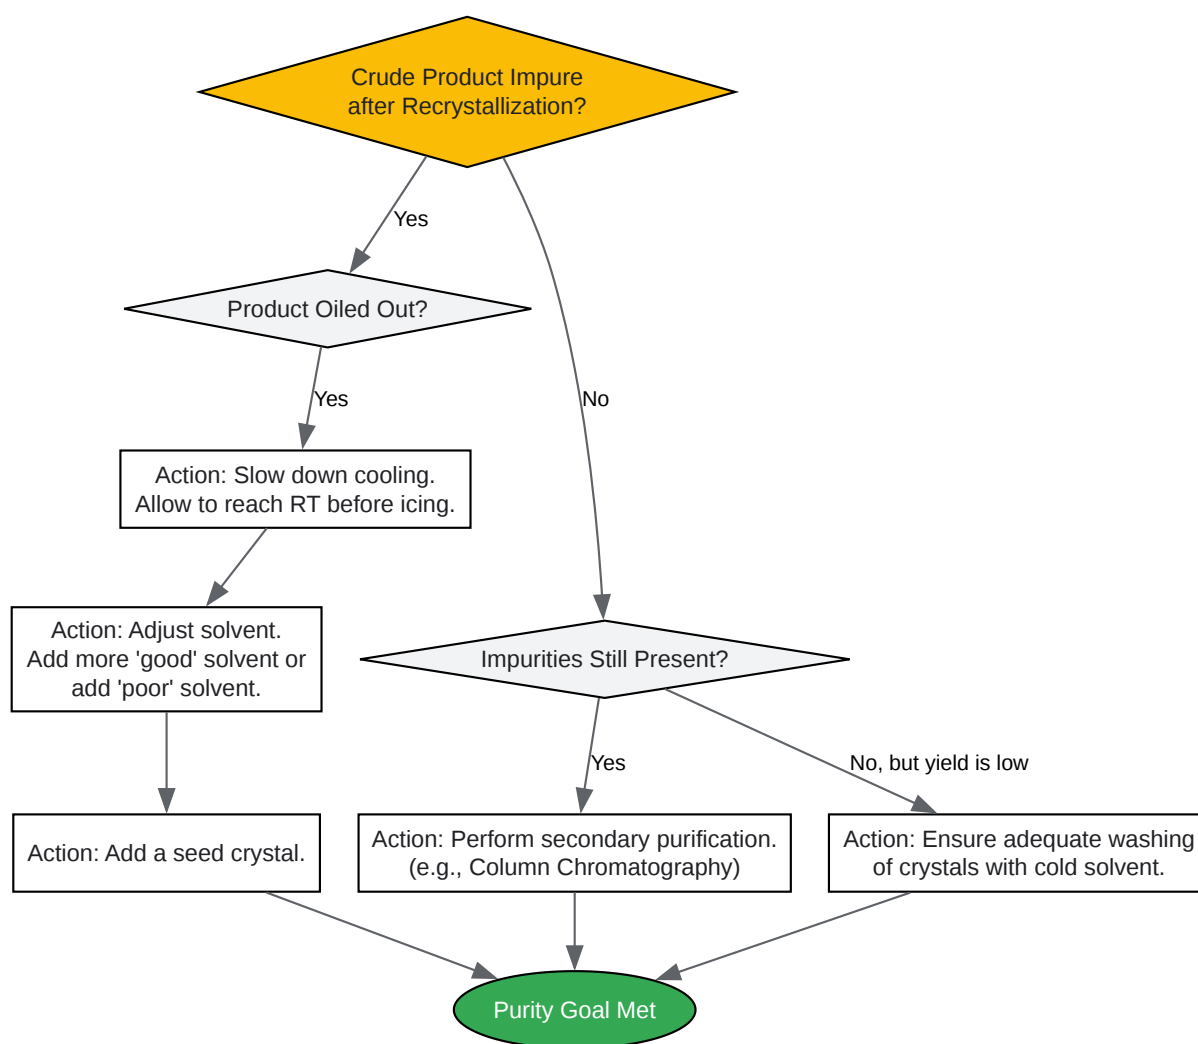 Crude Product Impure
after Recrystallization?
Yes
Product Oiled Out?
Yes
No
Action: Slow down cooling.
Allow to reach RT before icing.
Action: Adjust solvent.
Add more 'good' solvent or
add 'poor' solvent.
Impurities Still Present?
Yes
No, but yield is low
Action: Add a seed crystal.
Action: Perform secondary purification.
(e.g., Column Chromatography)
Action: Ensure adequate washing
of crystals with cold solvent.
Purity Goal Met